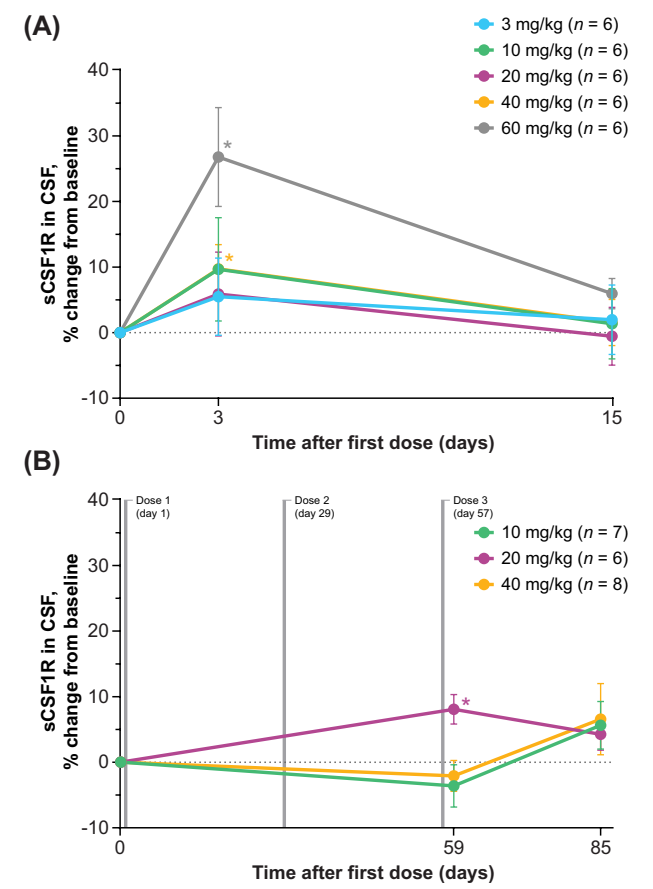 (A)
3 mg/kg (n = 6)
10 mg/kg (n = 6)
20 mg/kg (n = 6)
40 mg/kg (n = 6)
60 mg/kg (n = 6)
sCSF1R in CSF,
% change from baseline
40
30
20
10
0
-10
*
*
0
3
15
Time after first dose (days)
(B)
Dose 1
(day 1)
Dose 2
(day 29)
Dose 3
(day 57)
10 mg/kg (n = 7)
20 mg/kg (n = 6)
40 mg/kg (n = 8)
sCSF1R in CSF,
% change from baseline
40
30
20
10
0
-10
*
0
59
85
Time after first dose (days)